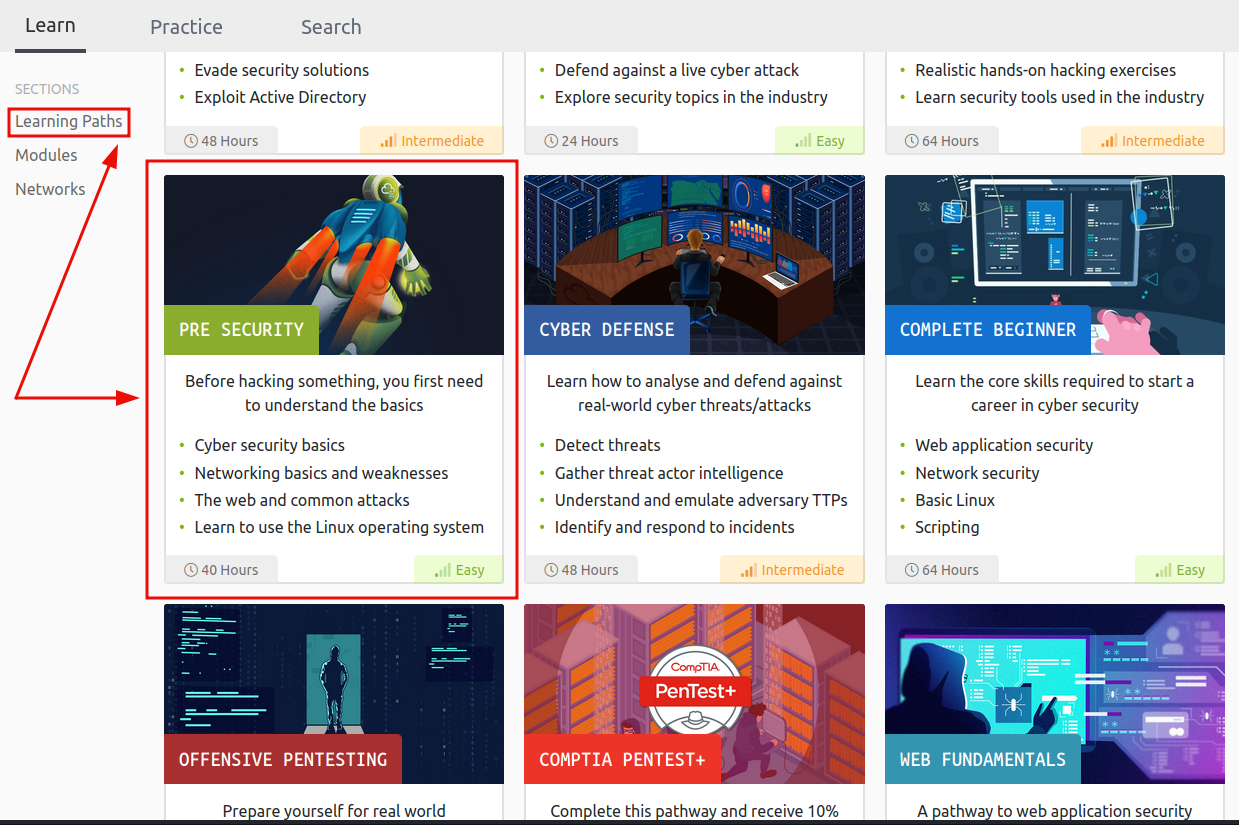 Learn
Practice
Search
SECTIONS
Learning Paths
Modules
Networks
Evade security solutions
Exploit Active Directory
48 Hours
Intermediate
Defend against a live cyber attack
Explore security topics in the industry
24 Hours
Easy
Realistic hands-on hacking exercises
Learn security tools used in the industry
64 Hours
Intermediate
PRE SECURITY
Before hacking something, you first need
to understand the basics
Cyber security basics
Networking basics and weaknesses
The web and common attacks
Learn to use the Linux operating system
40 Hours
Easy
CYBER DEFENSE
Learn how to analyse and defend against
real-world cyber threats/attacks
Detect threats
Gather threat actor intelligence
Understand and emulate adversary TTPs
Identify and respond to incidents
48 Hours
Intermediate
COMPLETE BEGINNER
Learn the core skills required to start a
career in cyber security
Web application security
Network security
Basic Linux
Scripting
64 Hours
Easy
OFFENSIVE PENTESTING
Prepare yourself for real world
CompTIA
PenTest+
COMPTIA PENTEST+
Complete this pathway and receive 10%
WEB FUNDAMENTALS
A pathway to web application security